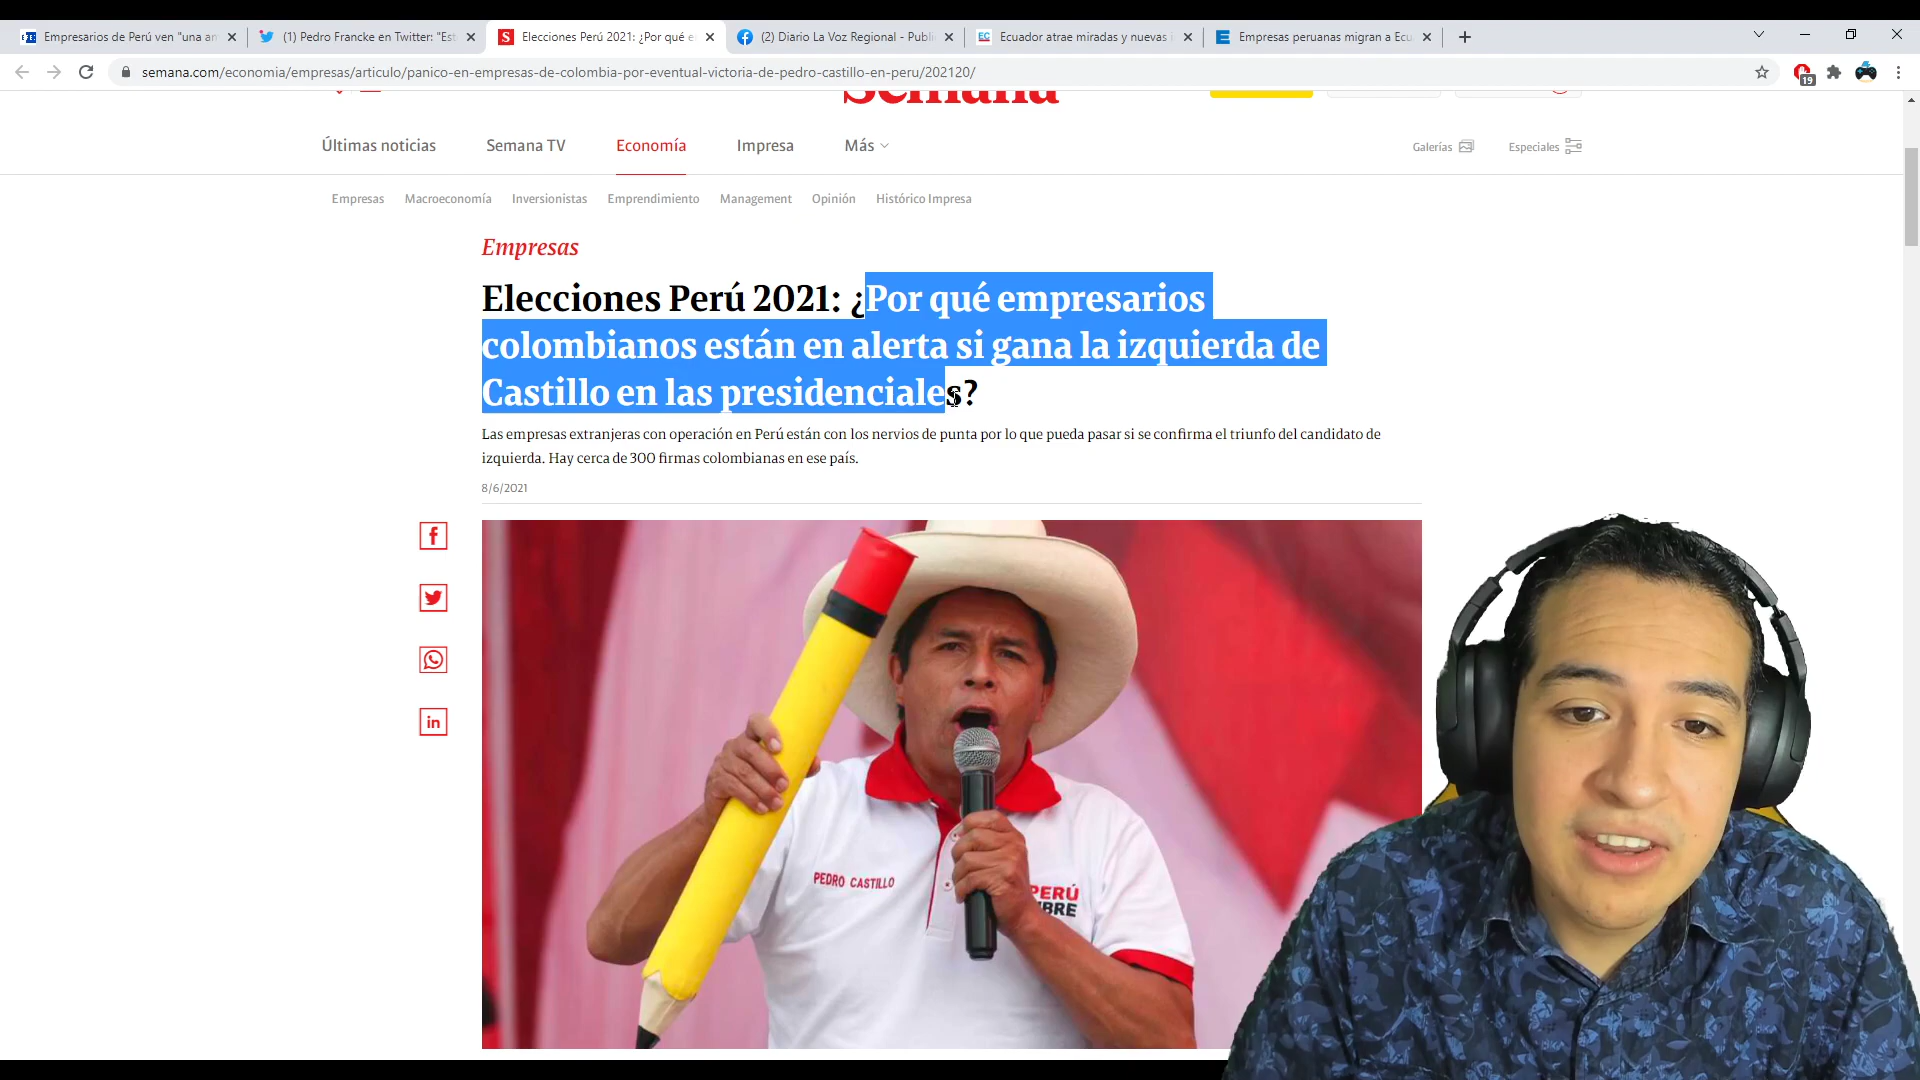 Empresarios de Perú ven "una an
(1) Pedro Francke en Twitter: "Est
Elecciones Perú 2021: ¿Por qué e
(2) Diario La Voz Regional - Publi
Ecuador atrae miradas y nuevas i
Empresas peruanas migran a Ecu
semana.com/economia/empresas/articulo/panico-en-empresas-de-colombia-por-eventual-victoria-de-pedro-castillo-en-peru/202120/
19
Semana
Últimas noticias
Semana TV
Economía
Impresa
Más
Galerías
Especiales
Empresas
Macroeconomía
Inversionistas
Emprendimiento
Management
Opinión
Histórico Impresa
Empresas
Elecciones Perú 2021: ¿Por qué empresarios
colombianos están en alerta si gana la izquierda de
Castillo en las presidenciales?
Las empresas extranjeras con operación en Perú están con los nervios de punta por lo que pueda pasar si se confirma el triunfo del candidato de
izquierda. Hay cerca de 300 firmas colombianas en ese país.
8/6/2021
PEDRO CASTILLO
PERÚ
IBRE